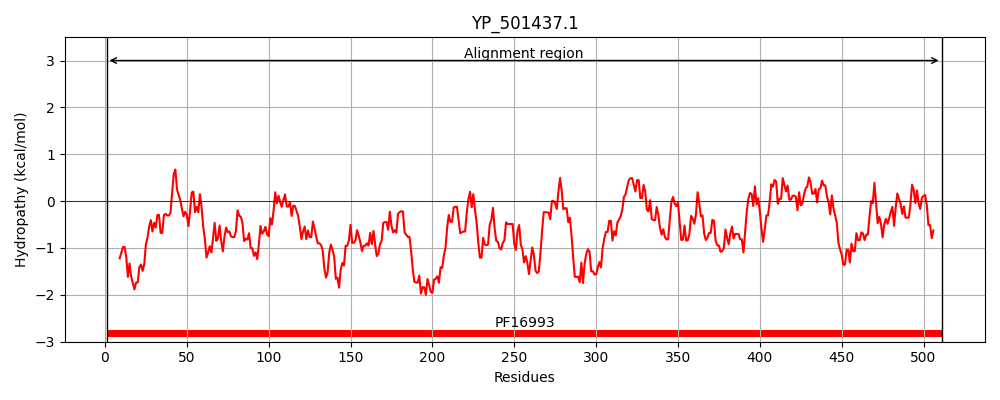 YP_501437.1
Alignment region
Hydropathy (kcal/mol)
3
2
1
0
−1
−2
−3
PF16993
0 50 100 150 200 250 300 350 400 450 500
Residues